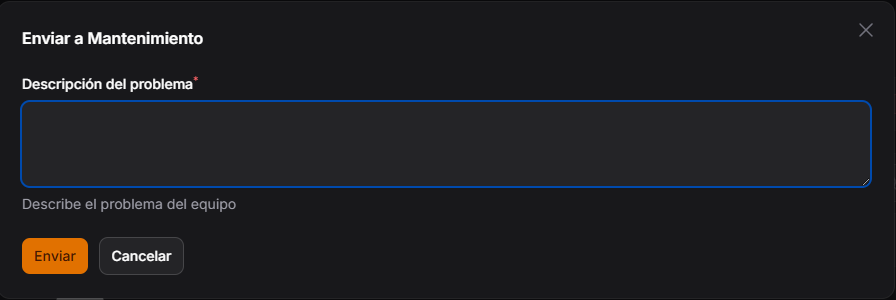 Enviar a Mantenimiento
Descripción del problema*
Describe el problema del equipo
Enviar Cancelar